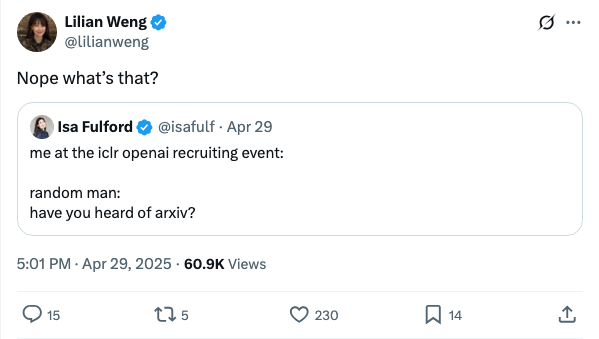 Lilian Weng
@lilianweng
Nope what's that?
Isa Fulford @isafulf · Apr 29
me at the iclr openai recruiting event:
random man:
have you heard of arxiv?
5:01 PM · Apr 29, 2025 · 60.9K Views
15 5 230 14